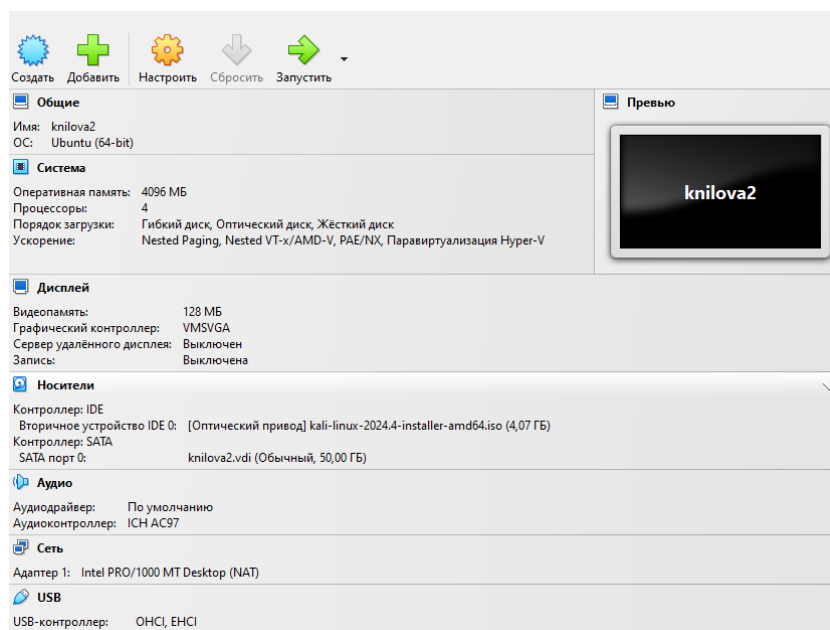 Создать Добавить Настроить Сбросить Запустить
Общие
Имя: knilova2
ОС: Ubuntu (64-bit)
Система
Оперативная память: 4096 МБ
Процессоры: 4
Порядок загрузки: Гибкий диск, Оптический диск, Жёсткий диск
Ускорение: Nested Paging, Nested VT-x/AMD-V, PAE/NX, Паравиртуализация Hyper-V
Превью
knilova2
Дисплей
Видеопамять: 128 МБ
Графический контроллер: VMSVGA
Сервер удалённого дисплея: Выключен
Запись: Выключена
Носители
Контроллер: IDE
Вторичное устройство IDE 0: [Оптический привод] kali-linux-2024.4-installer-amd64.iso (4,07 ГБ)
Контроллер: SATA
SATA порт 0: knilova2.vdi (Обычный, 50,00 ГБ)
Аудио
Аудиодрайвер: По умолчанию
Аудиоконтроллер: ICH AC97
Сеть
Адаптер 1: Intel PRO/1000 MT Desktop (NAT)
USB
USB-контроллер: OHCI, EHCI